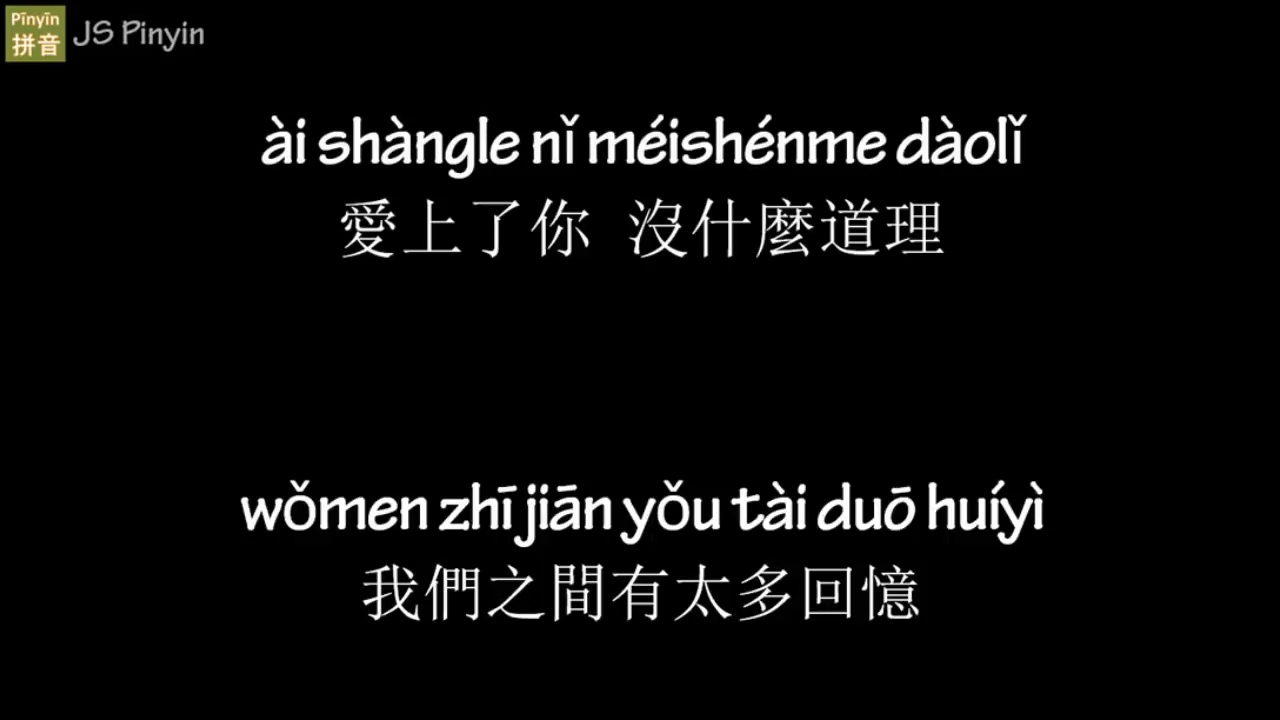 Pīnyīn
拼音
JS Pinyin
ài shàngle nǐ méishénme dàolǐ
愛上了你 沒什麼道理
wǒmen zhī jiān yǒu tài duō huíyì
我們之間有太多回憶